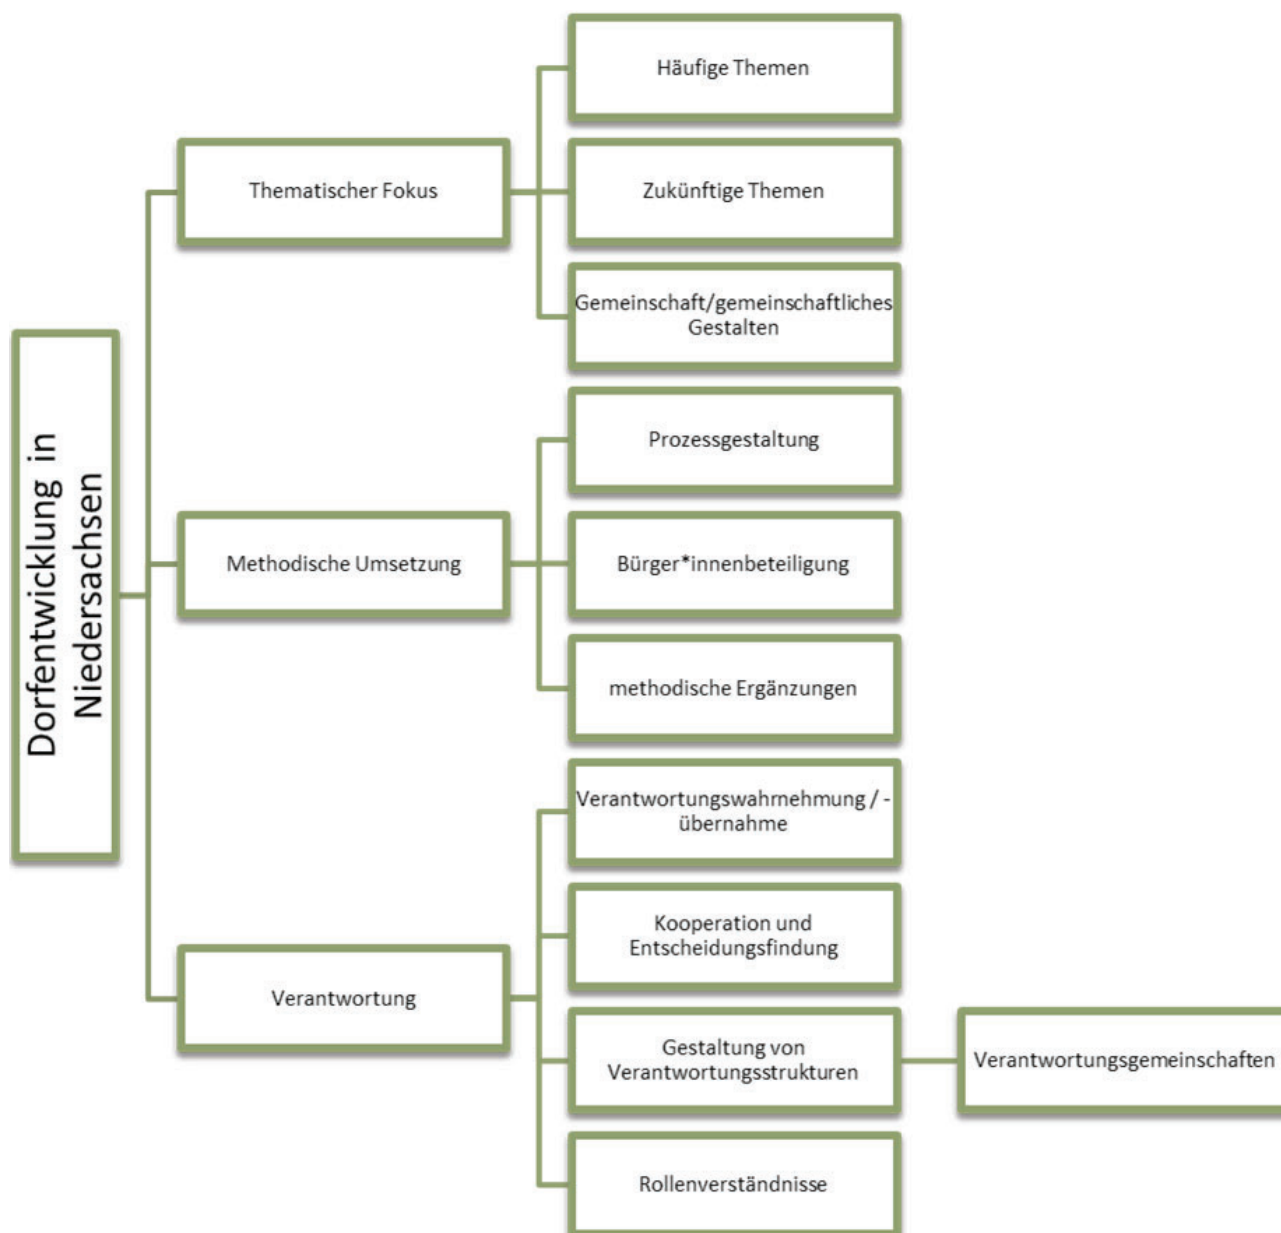 Dorfentwicklung in
Niedersachsen
Thematischer Fokus
Häufige Themen
Zukünftige Themen
Gemeinschaft/gemeinschaftliches
Gestalten
Methodische Umsetzung
Prozessgestaltung
Bürger*innenbeteiligung
methodische Ergänzungen
Verantwortung
Verantwortungswahrnehmung / -
übernahme
Kooperation und
Entscheidungsfindung
Gestaltung von
Verantwortungsstrukturen
Verantwortungsgemeinschaften
Rollenverständnisse